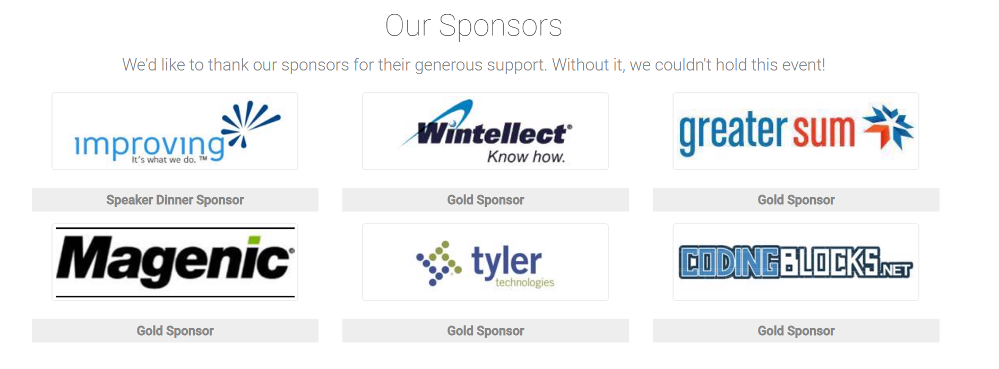 Our Sponsors
We'd like to thank our sponsors for their generous support. Without it, we couldn't hold this event!
improving
It's what we do. ™
Wintellect®
Know how.
greater sum
Speaker Dinner Sponsor
Gold Sponsor
Gold Sponsor
Magenic®
tyler
technologies
CODINGBLOCKS.NET
Gold Sponsor
Gold Sponsor
Gold Sponsor